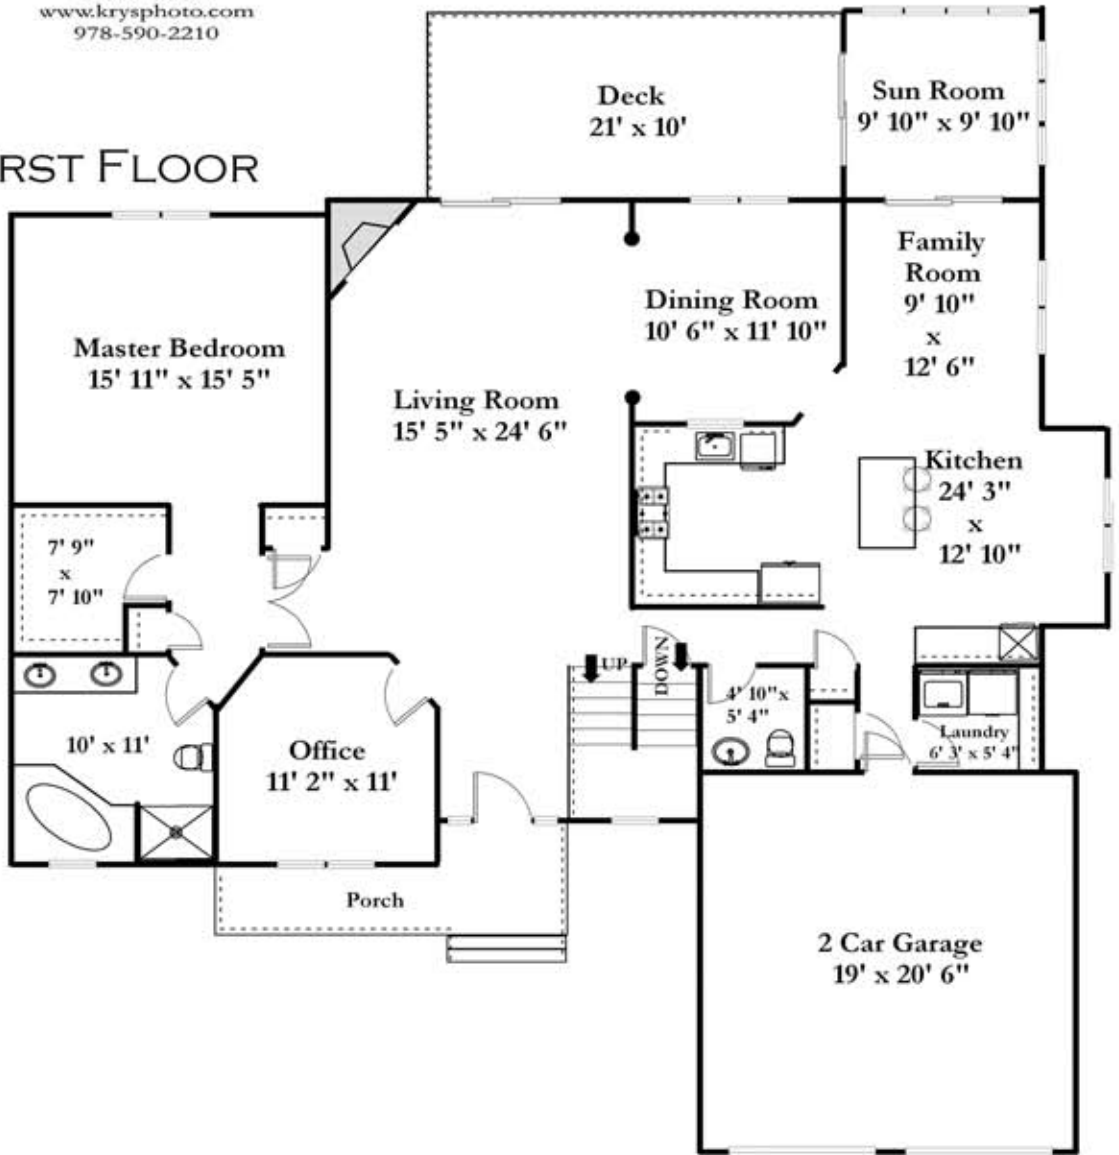 www.krysphoto.com
978-590-2210
RST FLOOR
Deck
21' x 10'
Sun Room
9' 10" x 9' 10"
Family
Room
9' 10"
x
12' 6"
Dining Room
10' 6" x 11' 10"
Master Bedroom
15' 11" x 15' 5"
Living Room
15' 5" x 24' 6"
Kitchen
24' 3"
x
12' 10"
7' 9"
x
7' 10"
UP
DOWN
4' 10"x
5' 4"
Laundry
6' 3' x 5' 4"
10' x 11'
Office
11' 2" x 11'
Porch
2 Car Garage
19' x 20' 6"